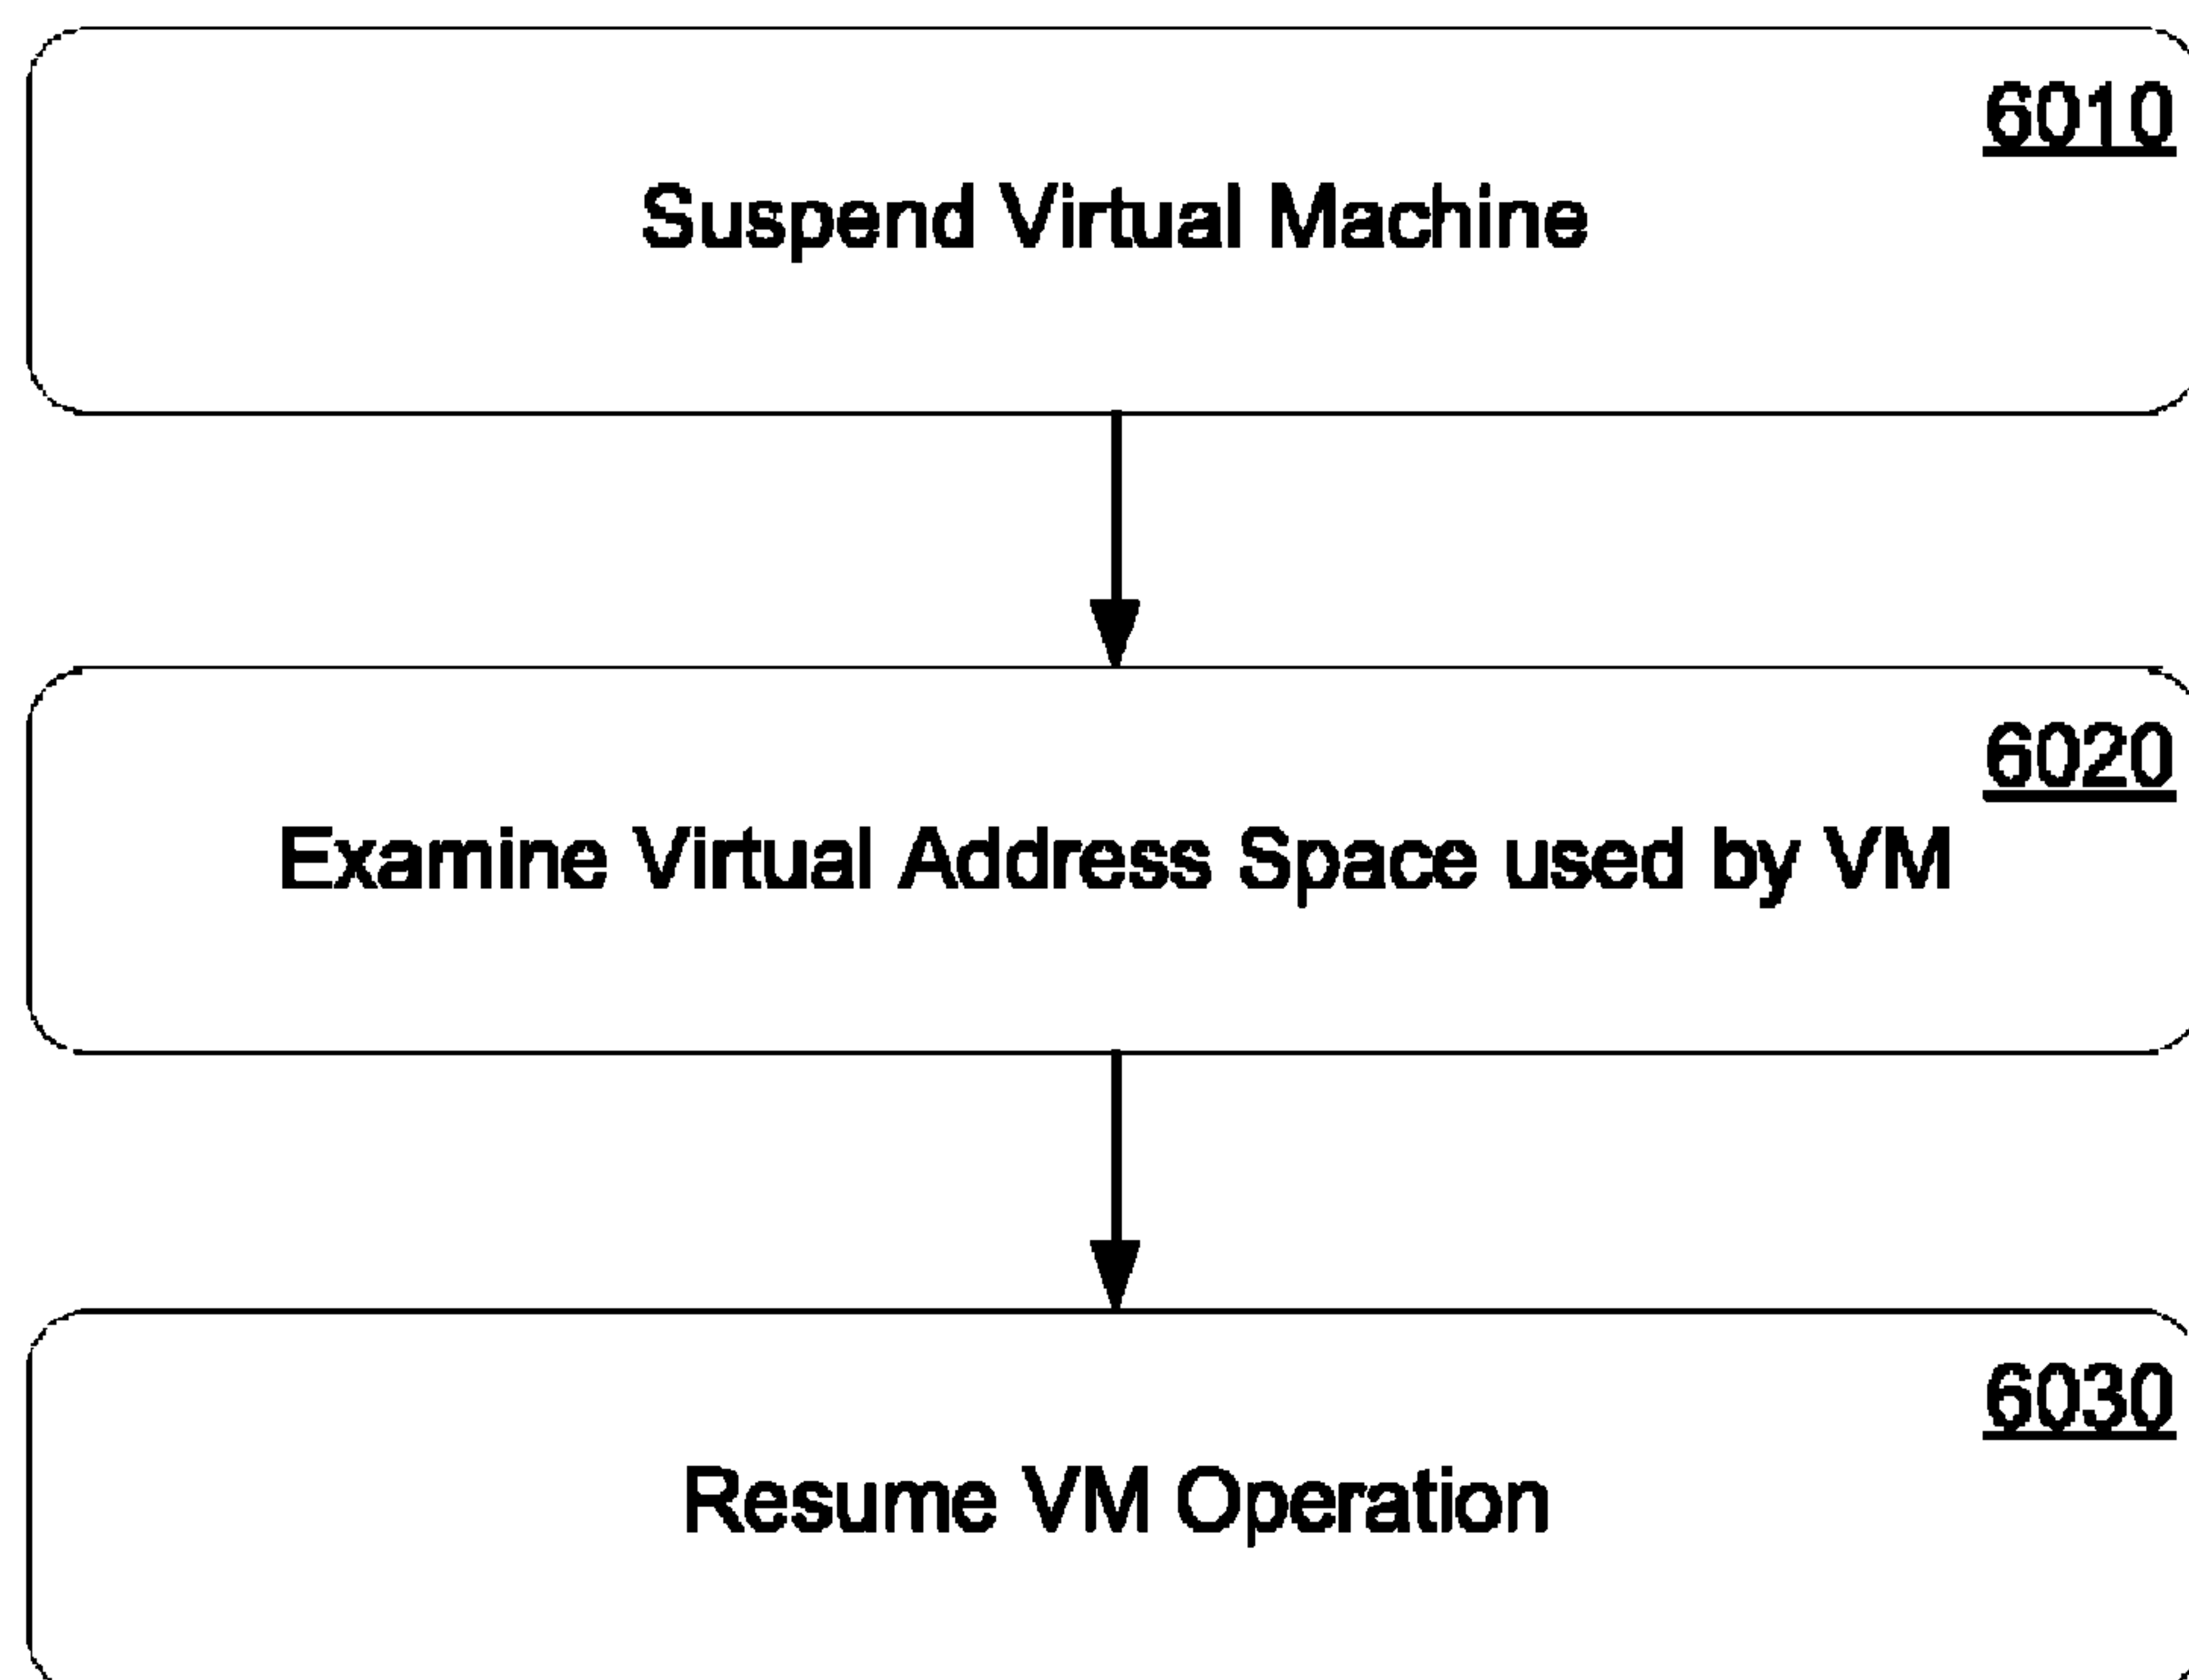 6010
Suspend Virtual Machine
6020
Examine Virtual Address Space used by VM
6030
Resume VM Operation